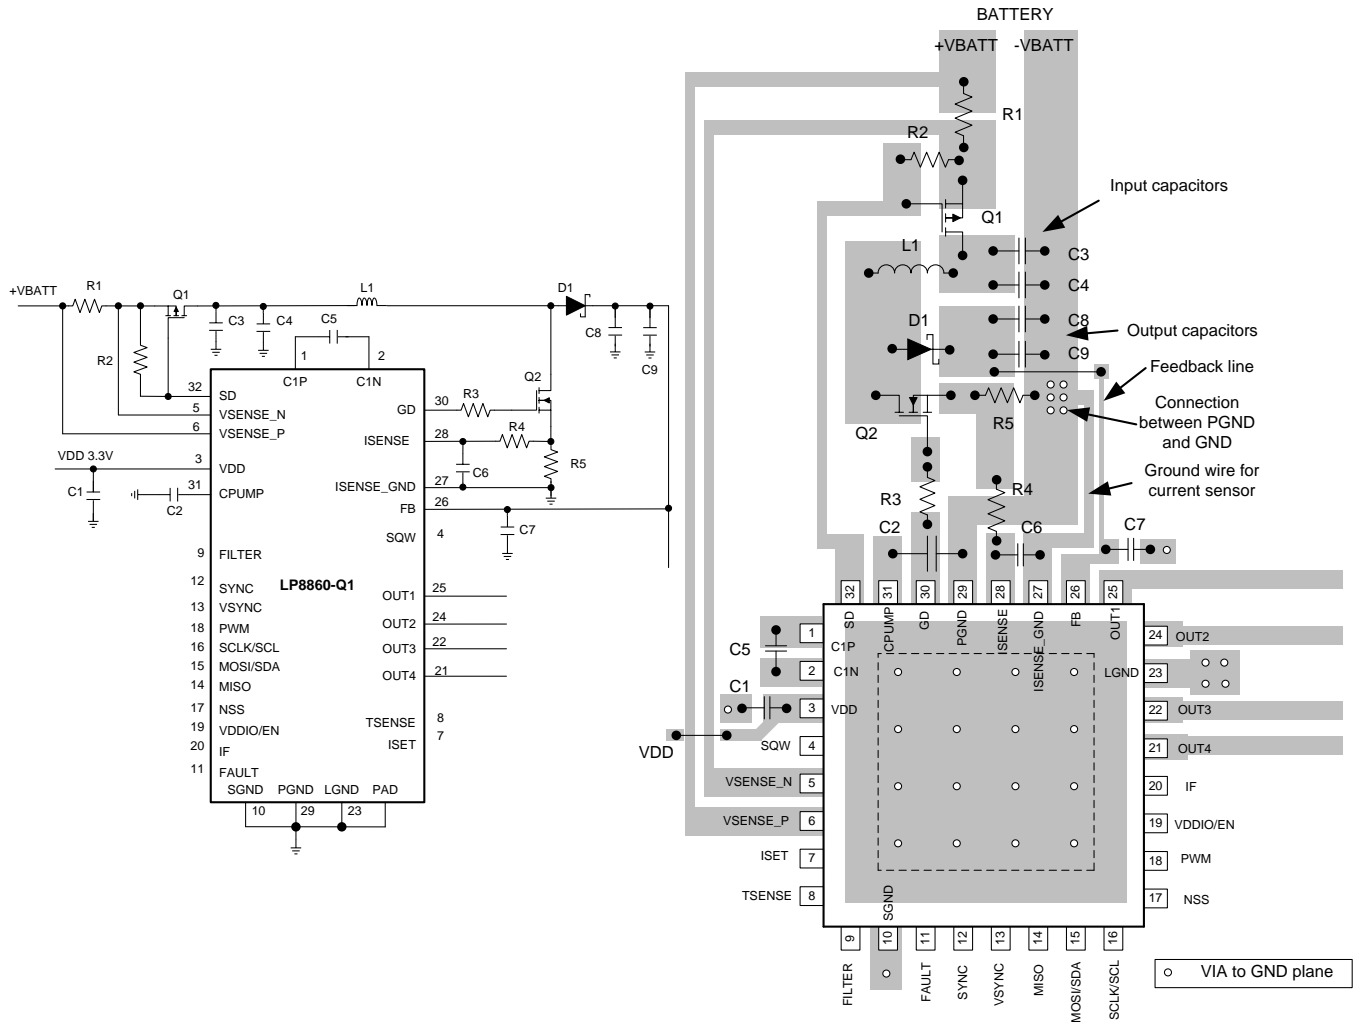 +VBATT
R1
Q1
L1
D1
C3
C4
C5
C8
R2
C9
1
2
Q2
C1P
C1N
32
SD
30
GD
R3
5
VSENSE_N
6
VSENSE_P
28
ISENSE
R4
VDD 3.3V
3
VDD
C6
R5
31
CPUMP
27
ISENSE_GND
C1
C2
26
FB
4
SQW
C7
9
FILTER
12
SYNC
LP8860-Q1
25
OUT1
13
VSYNC
18
PWM
24
OUT2
16
SCLK/SCL
22
OUT3
15
MOSI/SDA
14
MISO
21
OUT4
17
NSS
8
TSENSE
19
VDDIO/EN
7
ISET
20
IF
11
FAULT
SGND
PGND
LGND
PAD
10
29
23
BATTERY
+VBATT
-VBATT
R1
R2
Q1
Input capacitors
L1
C3
C4
D1
C8
Output capacitors
C9
Feedback line
Q2
R5
Connection
between PGND
and GND
Ground wire for
current sensor
R3
R4
C2
C6
C7
32
31
30
29
28
27
26
25
SD
CPUMP
GD
PGND
ISENSE
ISENSE_GND
FB
OUT1
C5
1
C1P
2
C1N
C1
3
VDD
VDD
SQW
4
VSENSE_N
5
VSENSE_P
6
ISET
7
TSENSE
8
24
OUT2
LGND
23
22
OUT3
21
OUT4
20
IF
19
VDDIO/EN
18
PWM
17
NSS
SGND
9
10
11
12
13
14
15
16
FILTER
FAULT
SYNC
VSYNC
MISO
MOSI/SDA
SCLK/SCL
VIA to GND plane